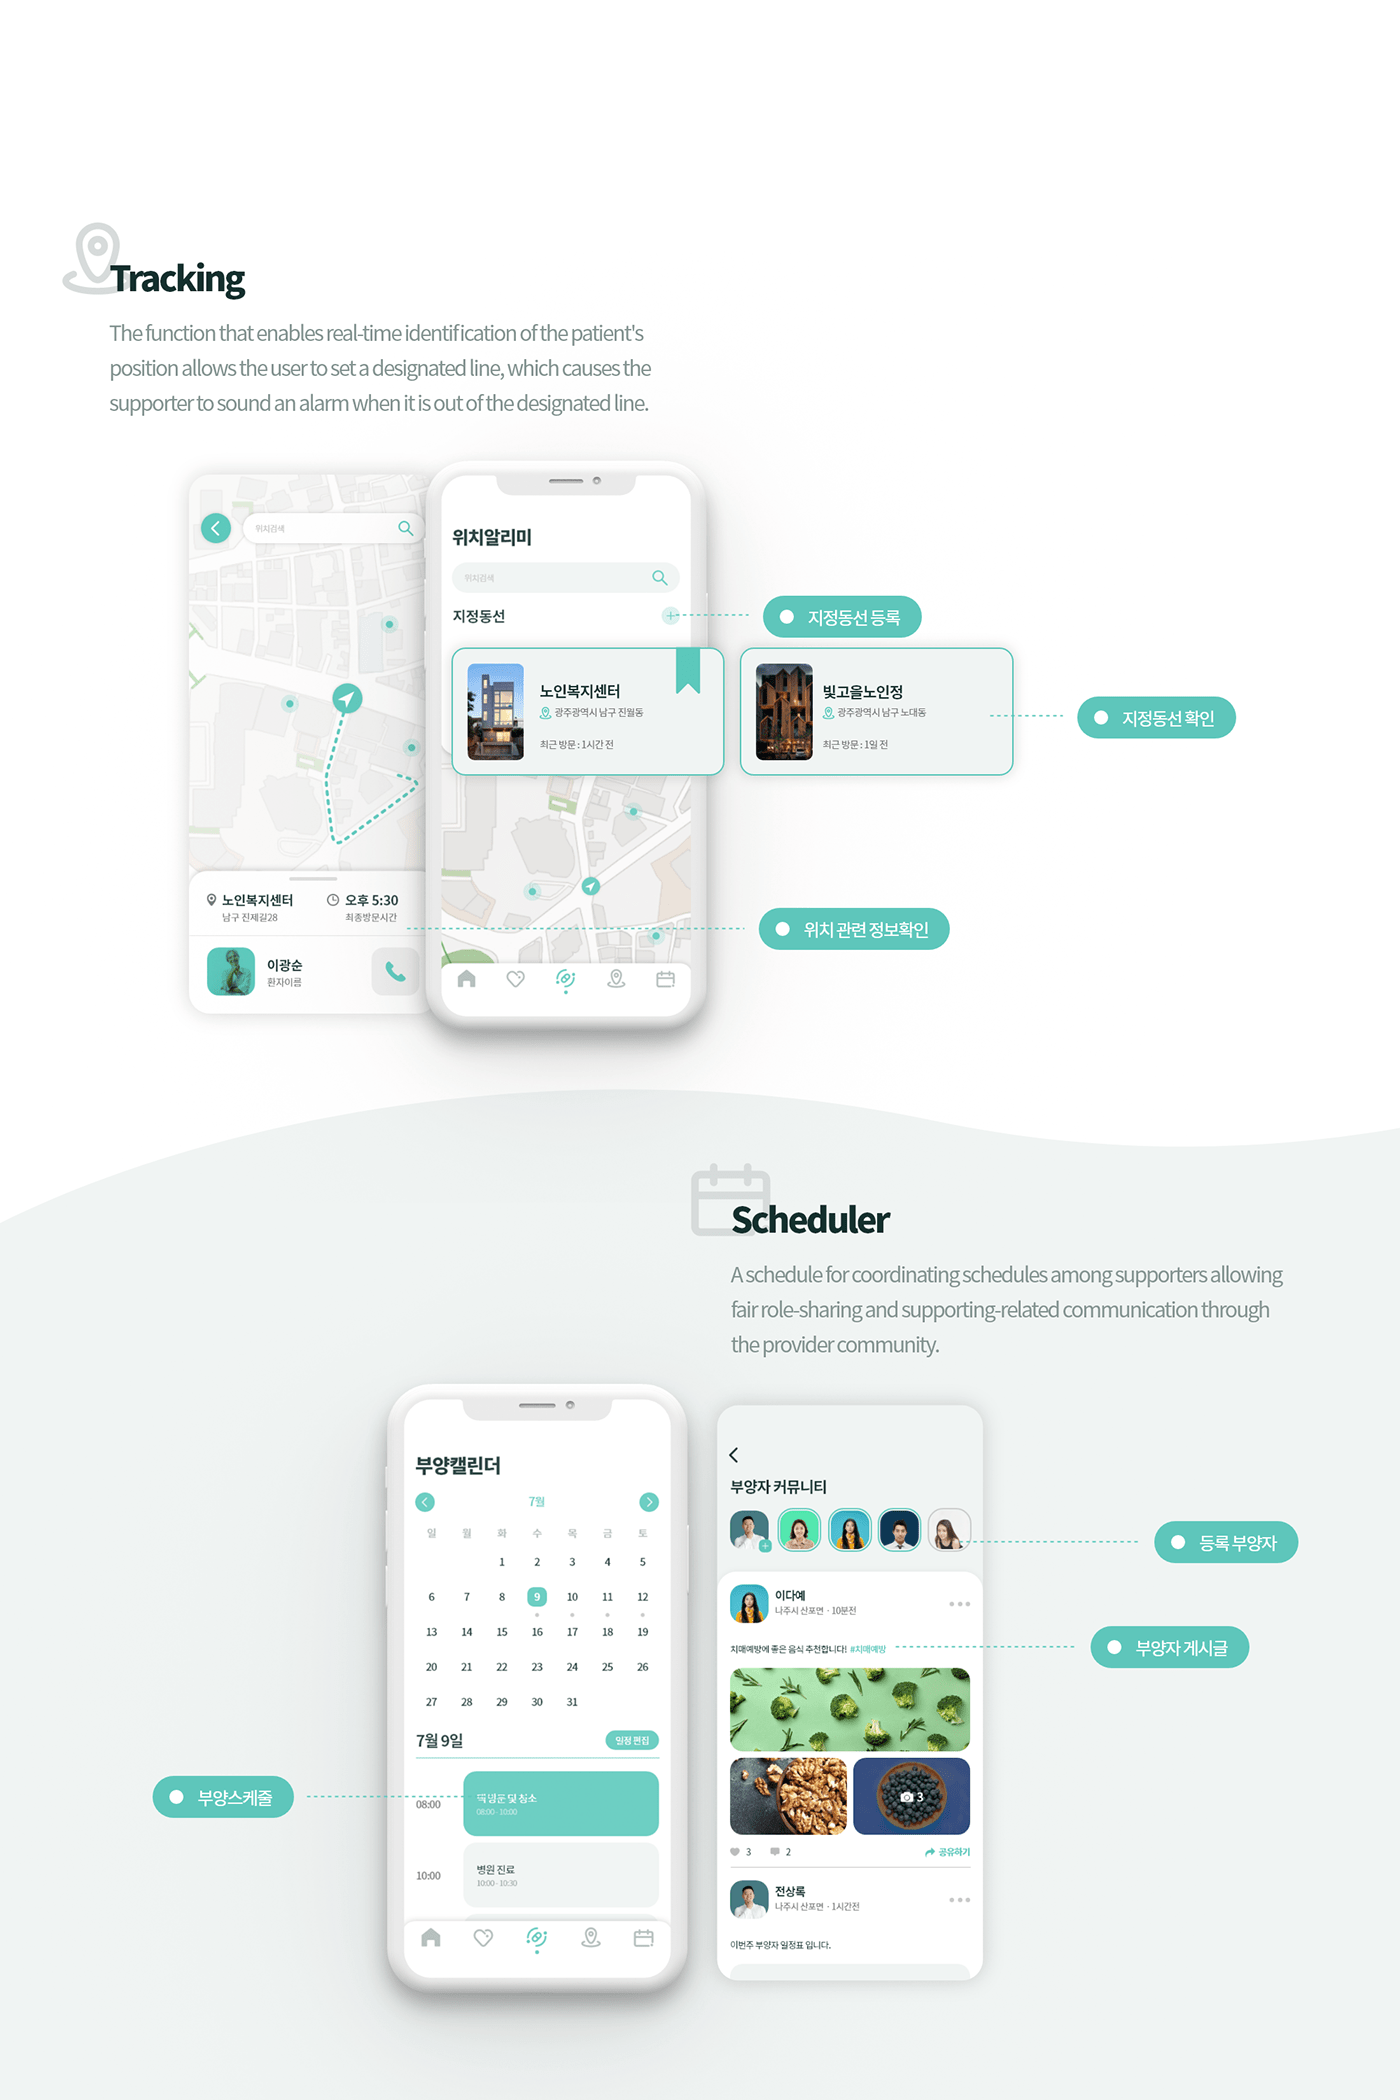 Tracking
The function that enables real-time identification of the patient's
position allows the user to set a designated line, which causes the
supporter to sound an alarm when it is out of the designated line.
위치검색
노인복지센터
남구 진제길28
오후 5:30
최종방문시간
이광순
환자이름
위치알리미
위치검색
지정동선
지정동선 등록
노인복지센터
광주광역시 남구 진월동
최근 방문 : 1시간 전
빛고을노인정
광주광역시 남구 노대동
최근 방문 : 1일 전
지정동선 확인
위치 관련 정보확인
Scheduler
A schedule for coordinating schedules among supporters allowing
fair role-sharing and supporting-related communication through
the provider community.
부양캘린더
7월
일 월 화 수 목 금 토
1 2 3 4 5
6 7 8 9 10 11 12
13 14 15 16 17 18 19
20 21 22 23 24 25 26
27 28 29 30 31
7월 9일
일정 편집
부양스케줄
08:00
및 청소
08:00 - 10:00
10:00
병원 진료
10:00 - 10:30
부양자 커뮤니티
등록 부양자
이다예
나주시 산포면 · 10분전
치매예방에 좋은 음식 추천합니다! #치매예방
부양자 게시글
3
3 2 공유하기
전상록
나주시 산포면 · 1시간전
이번주 부양자 일정표 입니다.